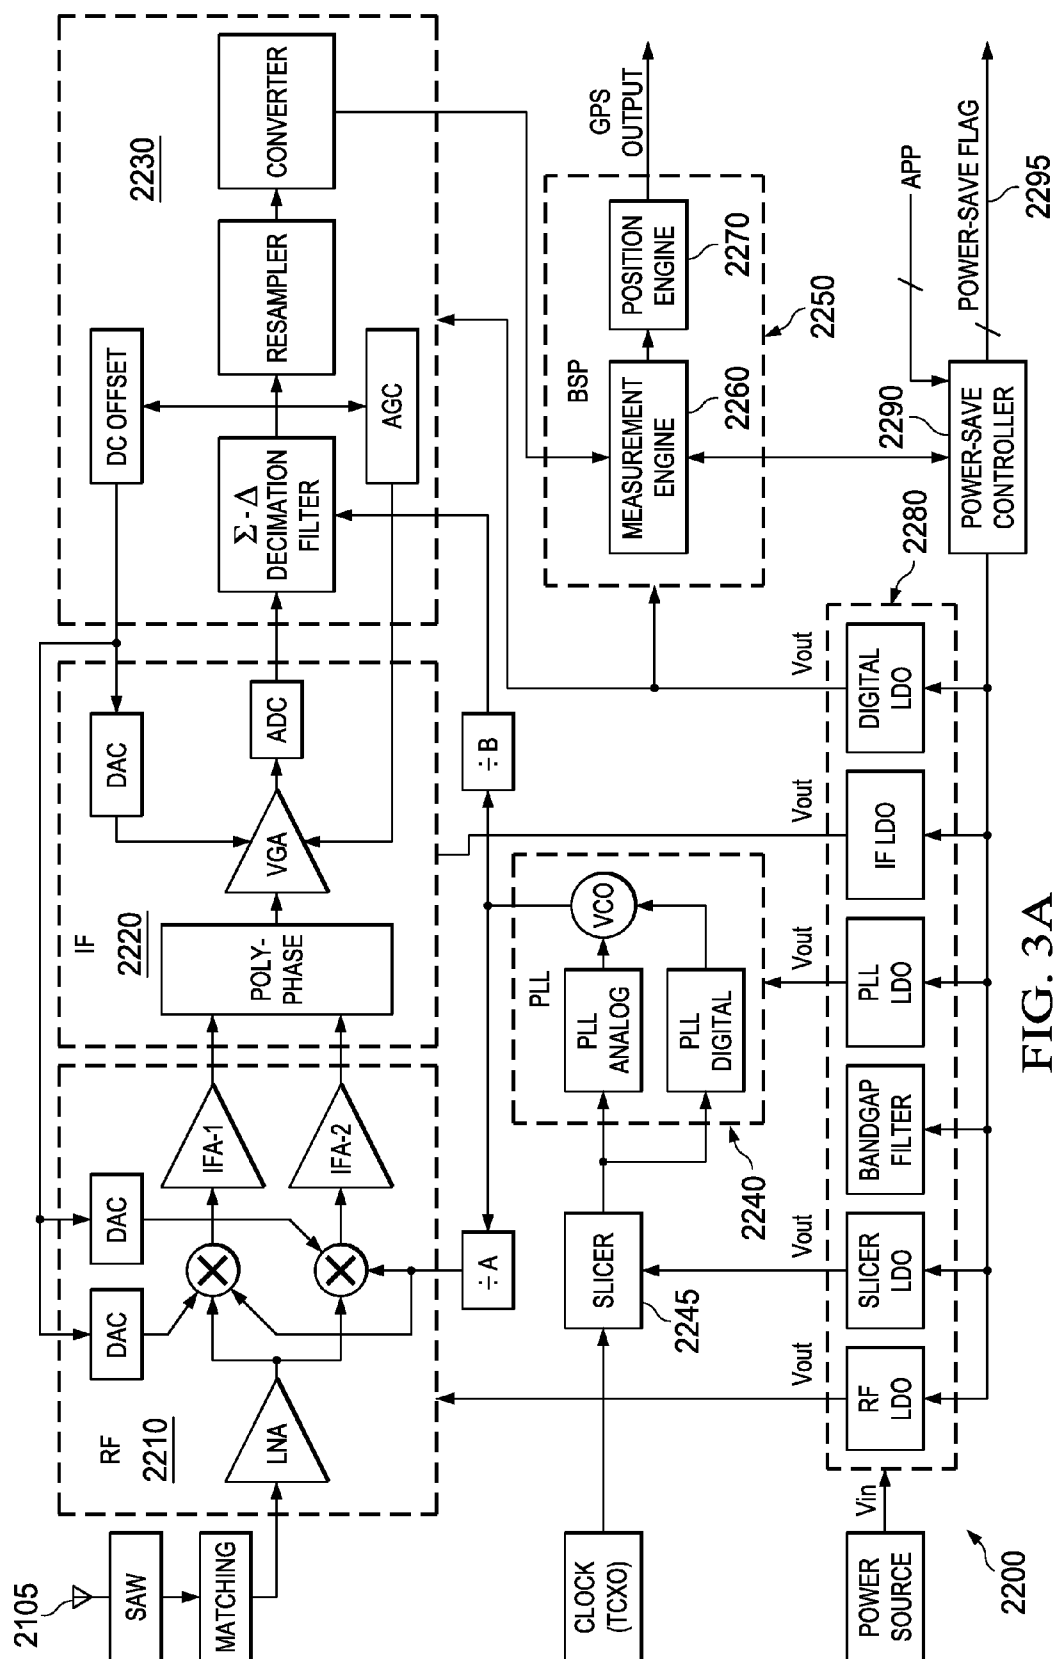 2105
SAW
MATCHING
RF
2210
LNA
DAC
DAC
IFA-1
IFA-2
IF
2220
POLY-
PHASE
DAC
VGA
ADC
2230
DC OFFSET
Σ - Δ
DECIMATION
FILTER
AGC
RESAMPLER
CONVERTER
÷ A
÷ B
CLOCK
(TCXO)
SLICER
2245
PLL
2240
PLL
ANALOG
PLL
DIGITAL
VCO
BSP
2250
MEASUREMENT
ENGINE
2260
POSITION
ENGINE
2270
GPS
OUTPUT
POWER
SOURCE
Vin
Vout
Vout
Vout
Vout
Vout
RF
LDO
SLICER
LDO
BANDGAP
FILTER
PLL
LDO
IF LDO
DIGITAL
LDO
2280
2290
POWER-SAVE
CONTROLLER
APP
POWER-SAVE FLAG
2295
2200
FIG. 3A